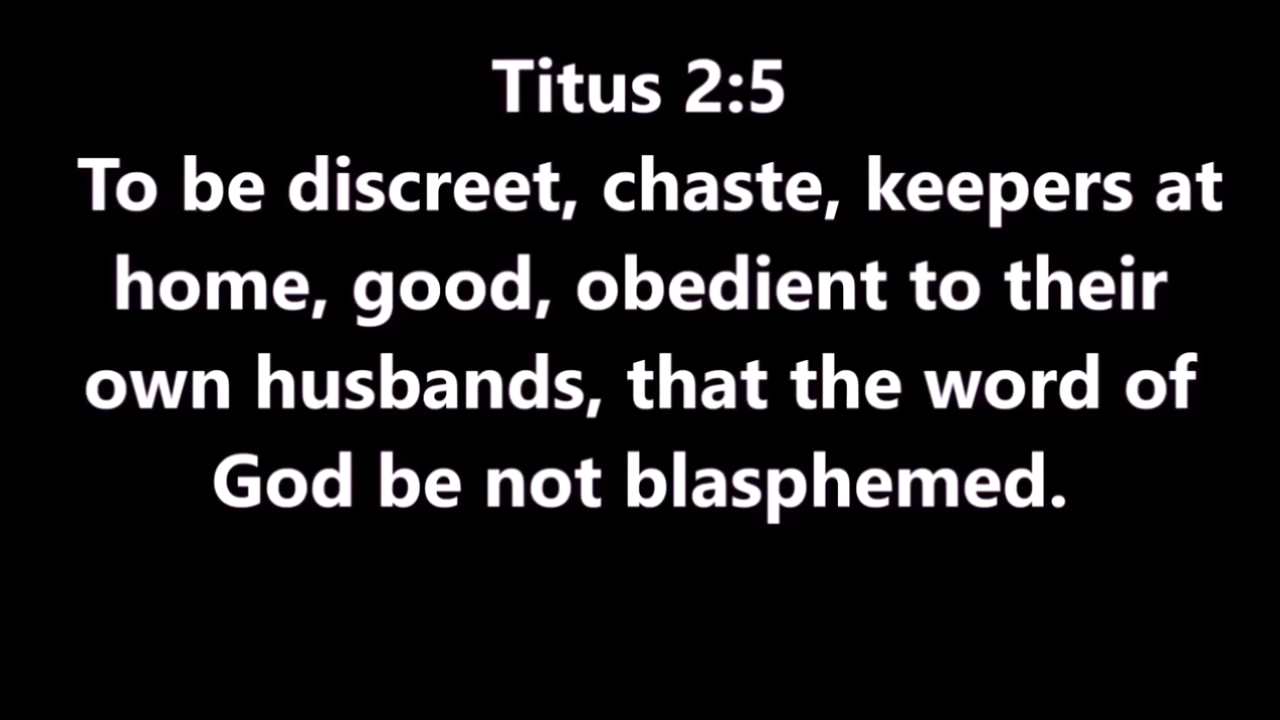 Titus 2:5
To be discreet, chaste, keepers at
home, good, obedient to their
own husbands, that the word of
God be not blasphemed.